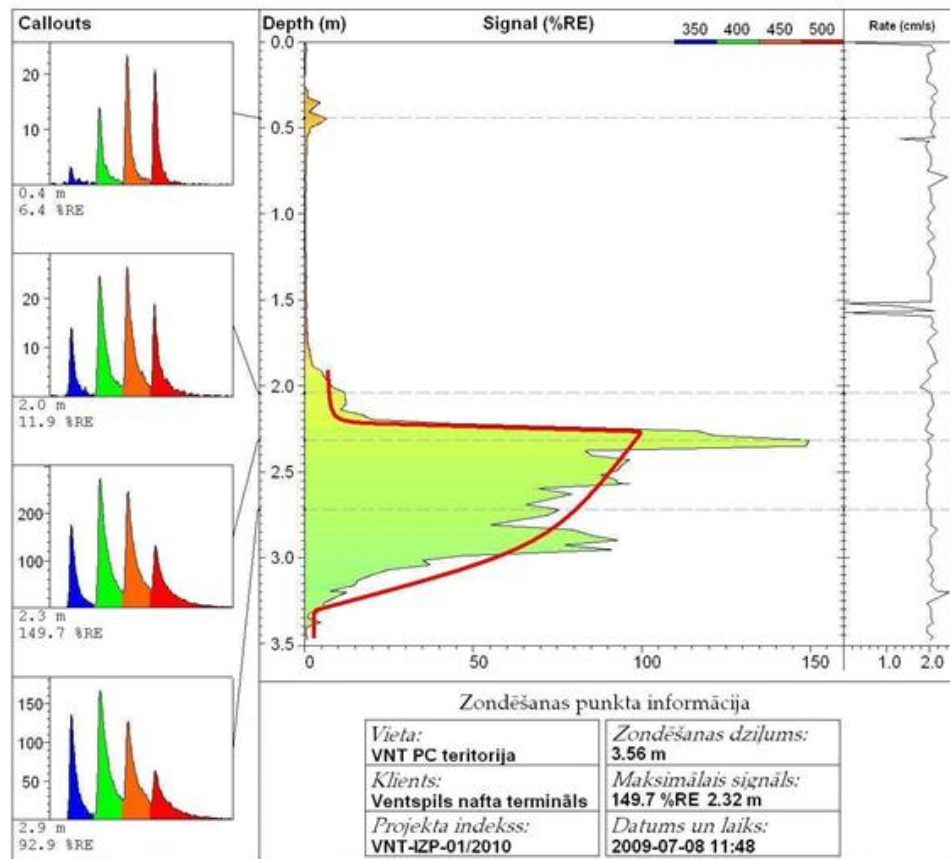 Callouts
Depth (m)
Signal (%RE)
Rate (cm/s)
350 400 450 500
20
10
0.4 m
6.4 %RE
20
10
2.0 m
11.9 %RE
200
100
2.3 m
149.7 %RE
150
100
50
2.9 m
92.9 %RE
0.0
0.5
1.0
1.5
2.0
2.5
3.0
3.5
0 50 100 150
1.0 2.0
Zondēšanas punkta informācija
Vieta:
VNT PC teritorija
Zondēšanas dziļums:
3.56 m
Klients:
Ventspils nafta termināls
Maksimālais signāls:
149.7 %RE 2.32 m
Projekta indekss:
VNT-IZP-01/2010
Datums un laiks:
2009-07-08 11:48